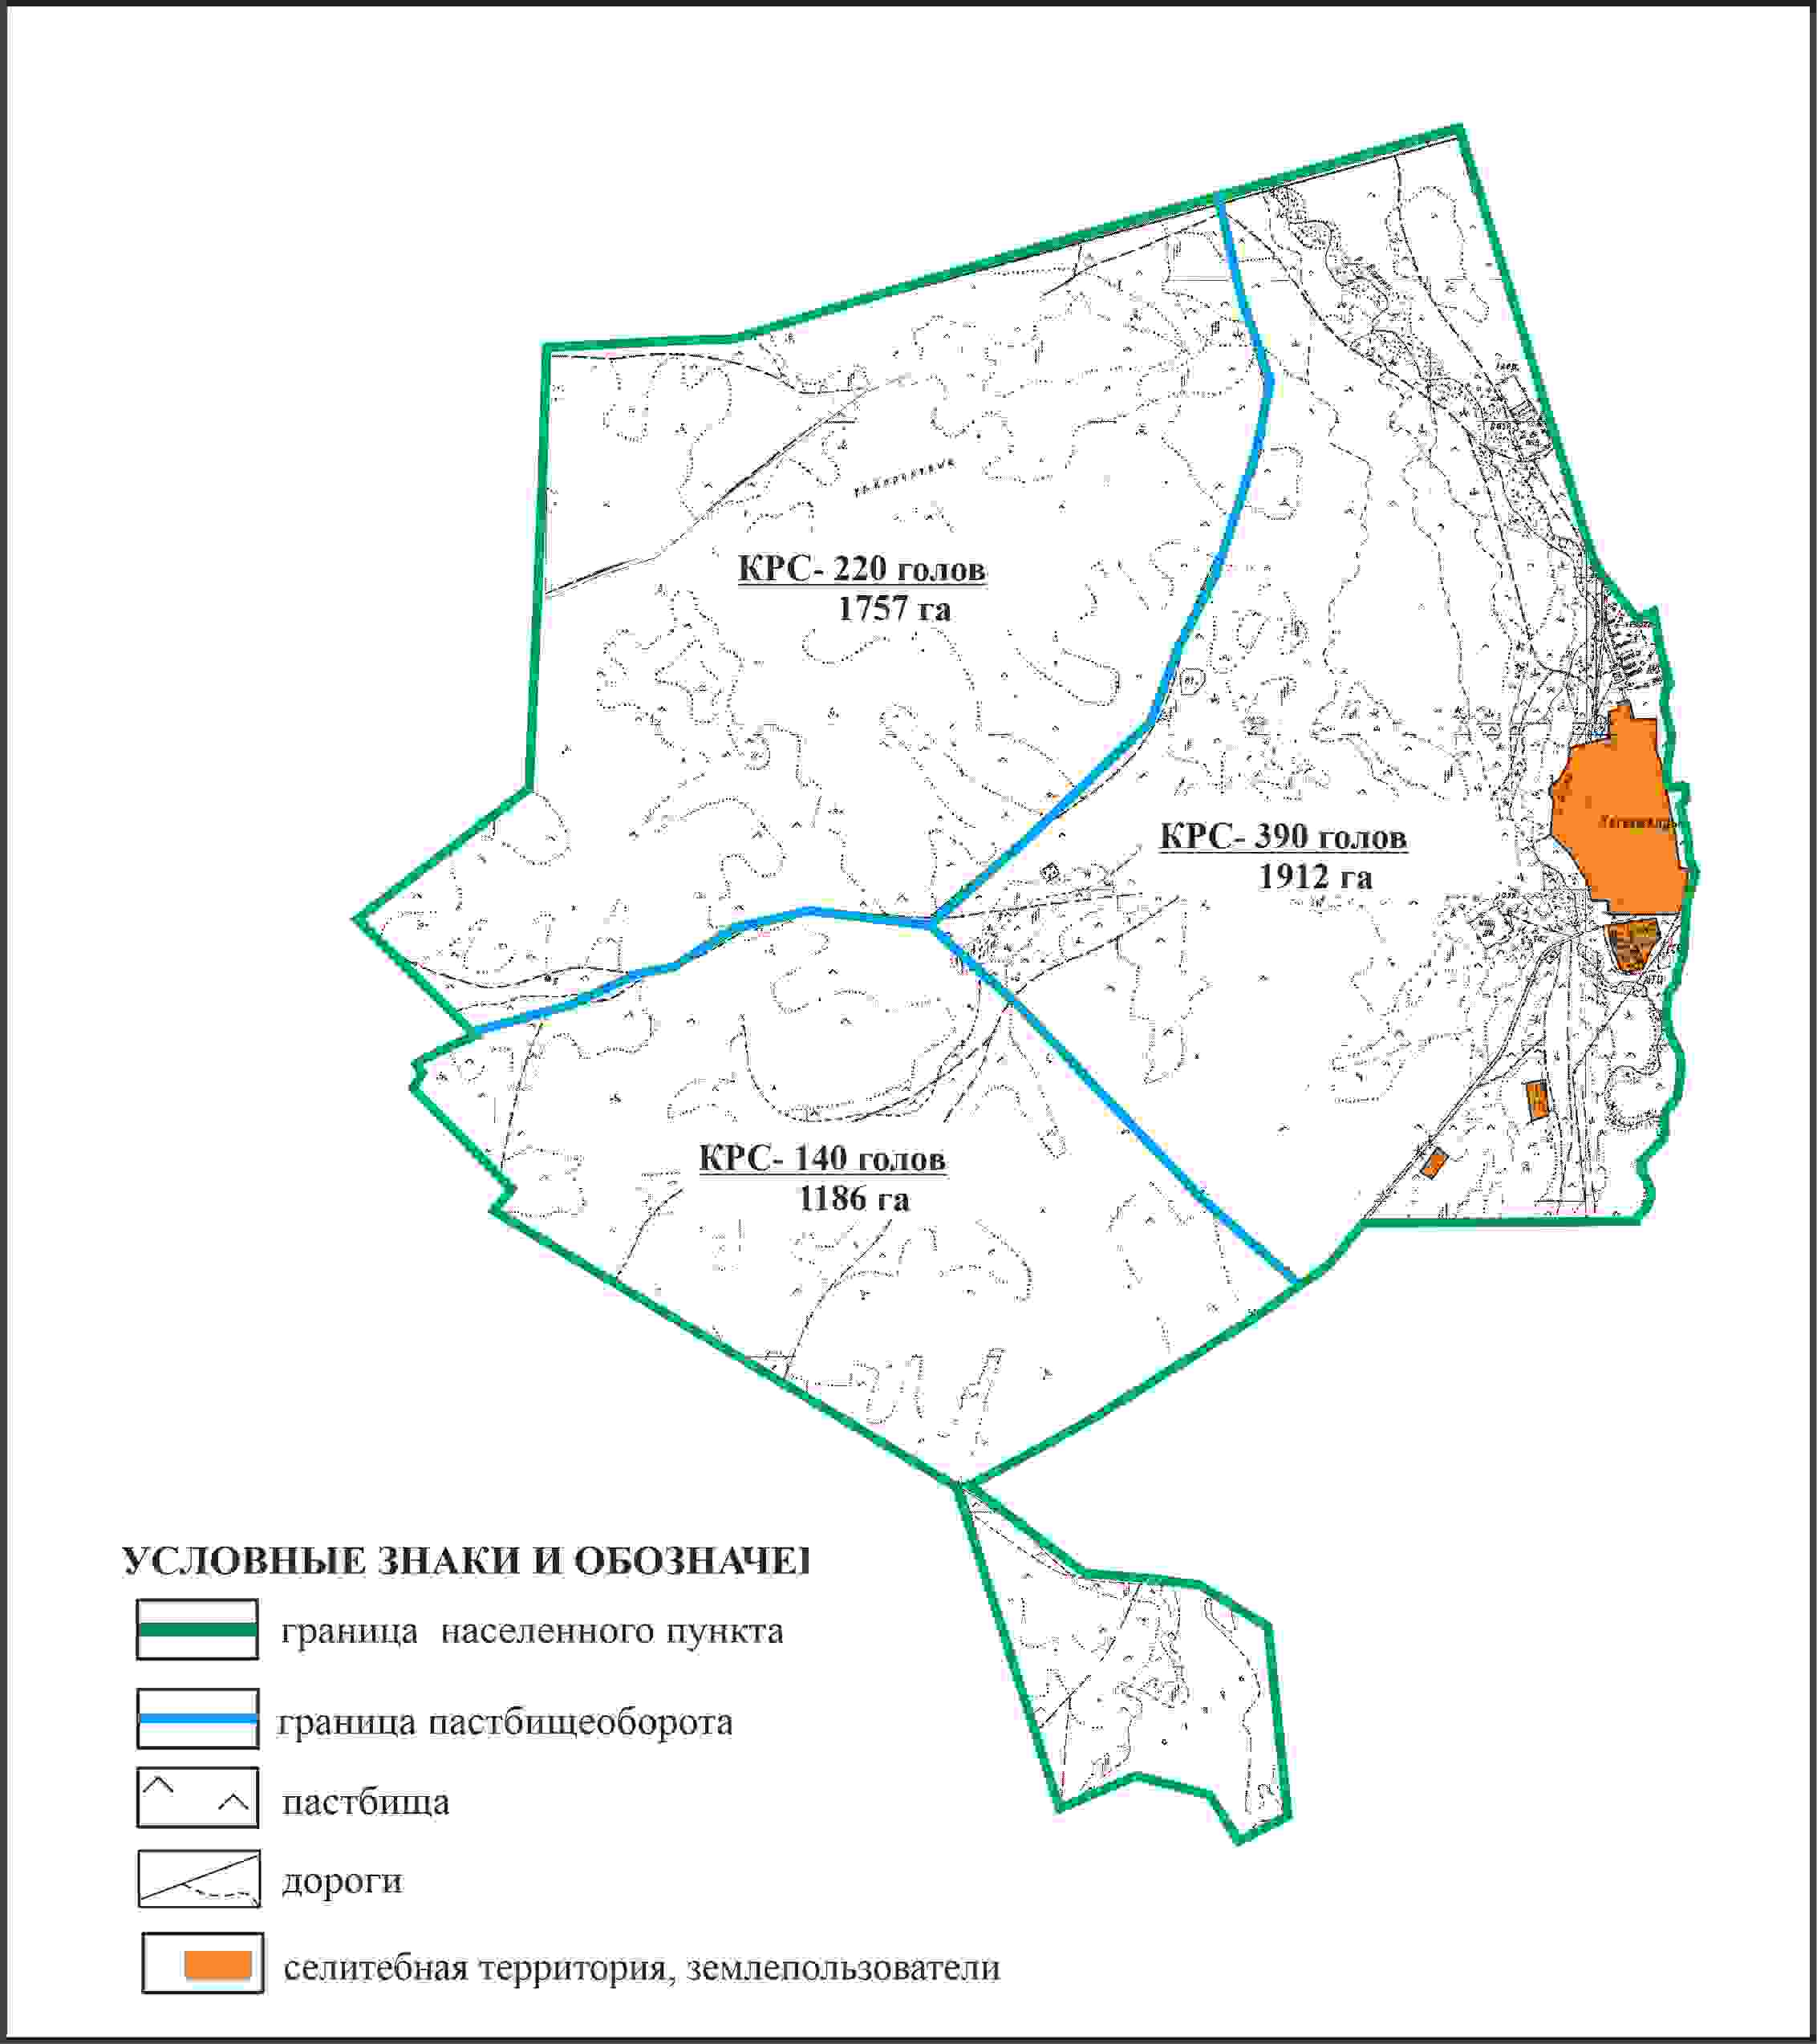 КРС- 220 голов
1757 га
КРС- 390 голов
1912 га
КРС- 140 голов
1186 га
УСЛОВНЫЕ ЗНАКИ И ОБОЗНАЧЕ
граница населенного пункта
граница пастбищеоборота
пастбища
дороги
селитебная территория, землепользователи